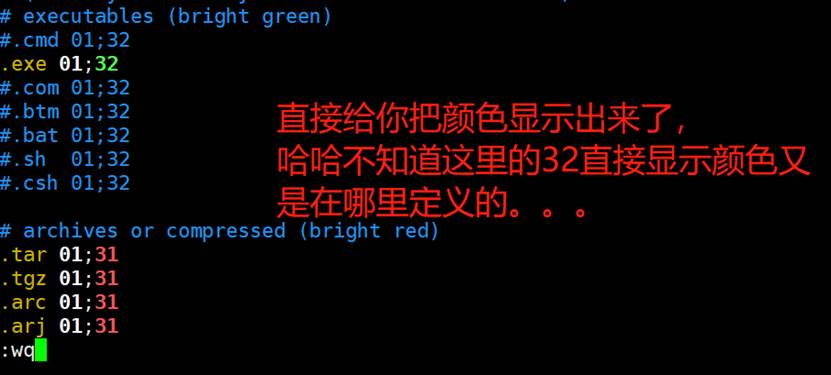 # executables (bright green)
#.cmd 01;32
.exe 01;32
#.com 01;32
#.btm 01;32
#.bat 01;32
#.sh  01;32
#.csh 01;32
直接给你把颜色显示出来了，
哈哈不知道这里的32直接显示颜色又
是在哪里定义的。。。
# archives or compressed (bright red)
.tar 01;31
.tgz 01;31
.arc 01;31
.arj 01;31
:wq